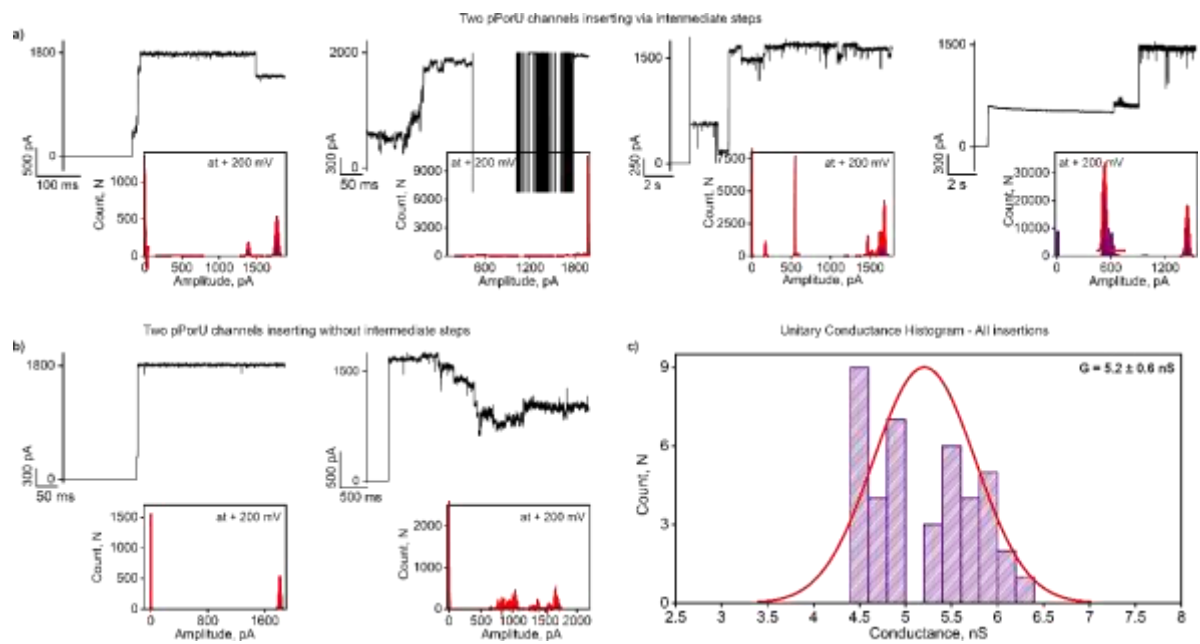 Two pPorU channels inserting via intermediate steps
a)
1800
0
500 pA
100 ms
at + 200 mV
Count, N
1000
500
0
0 500 1000 1500
Amplitude, pA
2000
0
300 pA
50 ms
at + 200 mV
Count, N
9000
6000
3000
0
600 1200 1800
Amplitude, pA
1500
0
250 pA
2 s
at + 200 mV
Count, N
7500
5000
2500
0
0 500 1000 1500
Amplitude, pA
1500
0
300 pA
2 s
at + 200 mV
Count, N
30000
20000
10000
0
0 600 1200
Amplitude, pA
Two pPorU channels inserting without intermediate steps
b)
1800
0
300 pA
50 ms
at + 200 mV
Count, N
1500
1000
500
0
0 800 1600
Amplitude, pA
1500
0
500 pA
500 ms
at + 200 mV
Count, N
2000
1000
0
0 500 1000 1500 2000
Amplitude, pA
Unitary Conductance Histogram - All insertions
c)
G = 5.2 ± 0.6 nS
Count, N
9
6
3
0
2.5 3 3.5 4 4.5 5 5.5 6 6.5 7 7.5 8
Conductance, nS